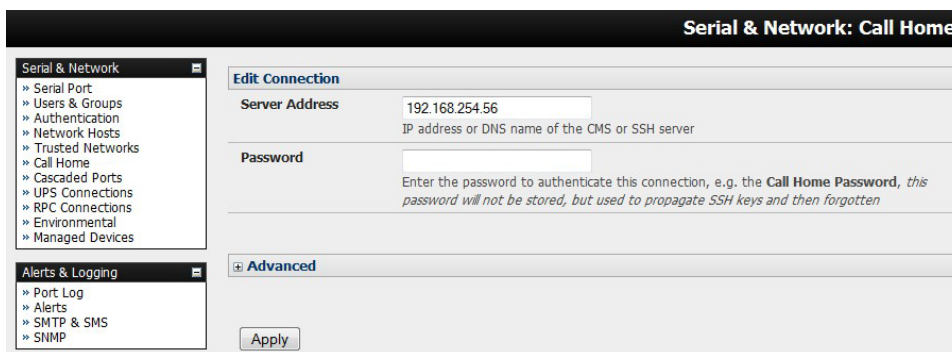 Serial & Network: Call Home
Serial & Network
» Serial Port
» Users & Groups
» Authentication
» Network Hosts
» Trusted Networks
» Call Home
» Cascaded Ports
» UPS Connections
» RPC Connections
» Environmental
» Managed Devices
Alerts & Logging
» Port Log
» Alerts
» SMTP & SMS
» SNMP
Edit Connection
Server Address
192.168.254.56
IP address or DNS name of the CMS or SSH server
Password
Enter the password to authenticate this connection, e.g. the Call Home Password, this
password will not be stored, but used to propagate SSH keys and then forgotten
Advanced
Apply